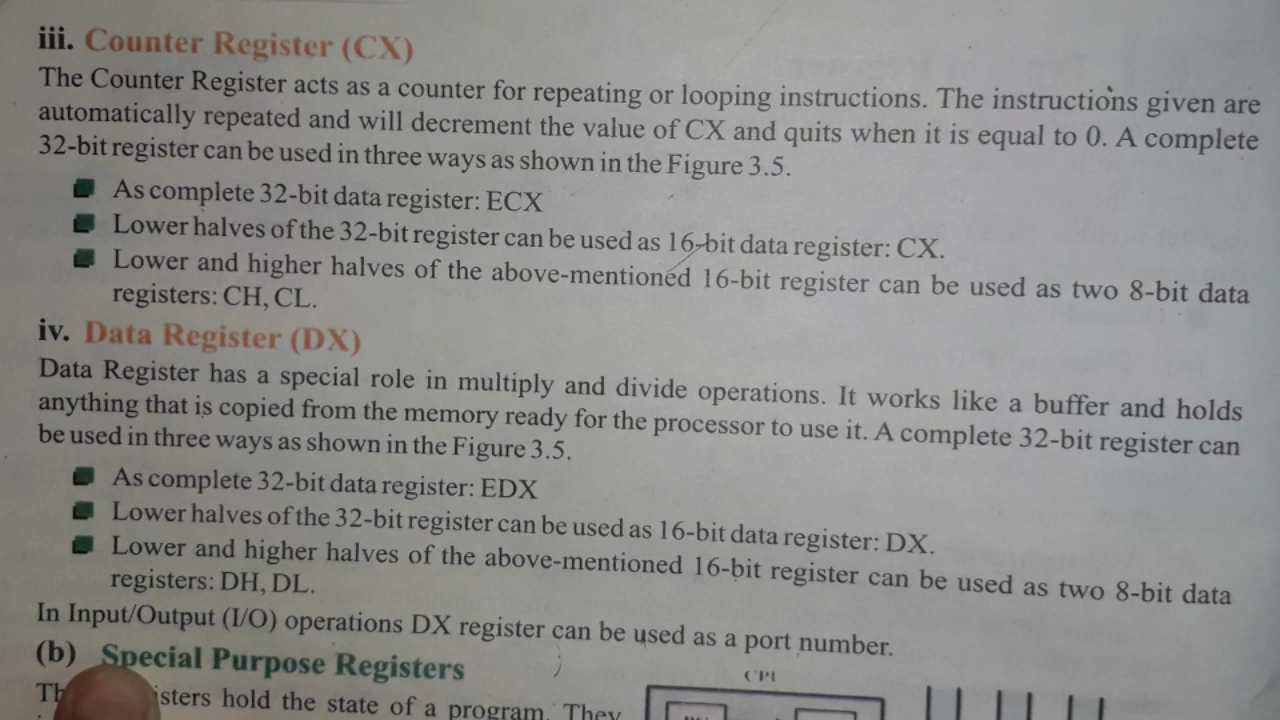 iii. Counter Register (CX)
The Counter Register acts as a counter for repeating or looping instructions. The instructions given are
automatically repeated and will decrement the value of CX and quits when it is equal to 0. A complete
32-bit register can be used in three ways as shown in the Figure 3.5.
As complete 32-bit data register: ECX
Lower halves of the 32-bit register can be used as 16-bit data register: CX.
Lower and higher halves of the above-mentioned 16-bit register can be used as two 8-bit data
registers: CH, CL.
iv. Data Register (DX)
Data Register has a special role in multiply and divide operations. It works like a buffer and holds
anything that is copied from the memory ready for the processor to use it. A complete 32-bit register can
be used in three ways as shown in the Figure 3.5.
As complete 32-bit data register: EDX
Lower halves of the 32-bit register can be used as 16-bit data register: DX.
Lower and higher halves of the above-mentioned 16-bit register can be used as two 8-bit data
registers: DH, DL.
In Input/Output (I/O) operations DX register can be used as a port number.
(b) Special Purpose Registers
hold the state of a program. They
CPU